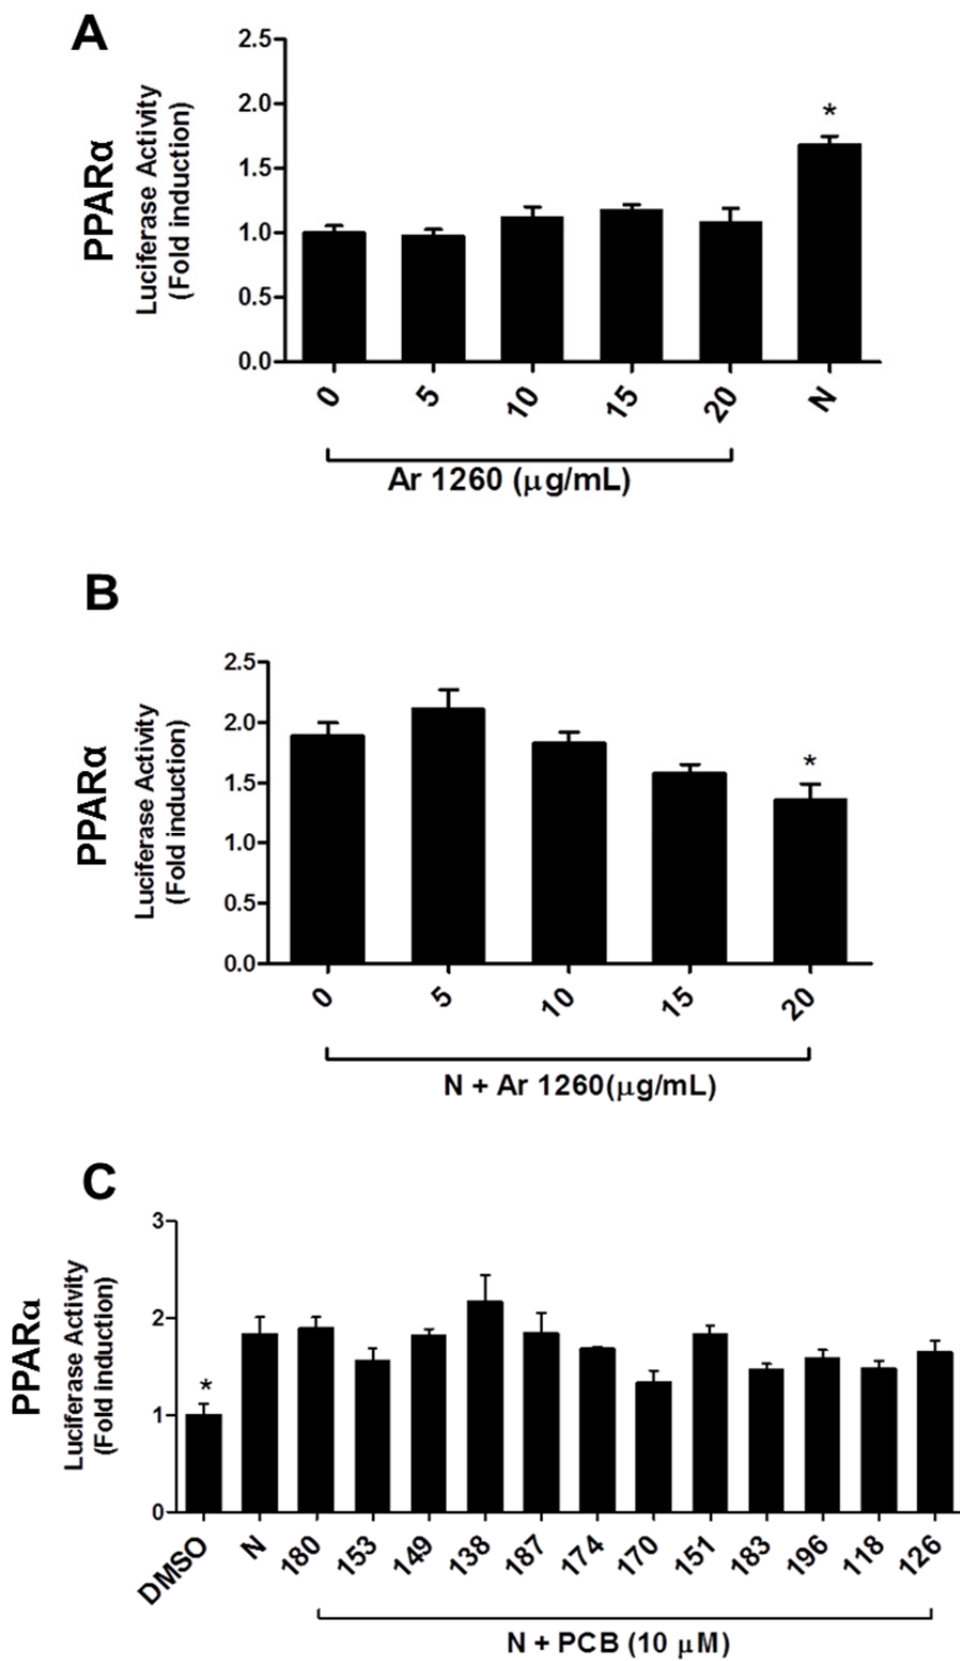 A
PPARα
Luciferase Activity
(Fold induction)
2.5
2.0
1.5
1.0
0.5
0.0
*
0 5 10 15 20 N
Ar 1260 (μg/mL)
B
PPARα
Luciferase Activity
(Fold induction)
2.5
2.0
1.5
1.0
0.5
0.0
*
0 5 10 15 20
N + Ar 1260(μg/mL)
C
PPARα
Luciferase Activity
(Fold induction)
3
2
1
0
*
DMSO N 180 153 149 138 187 174 170 151 183 196 118 126
N + PCB (10 μM)